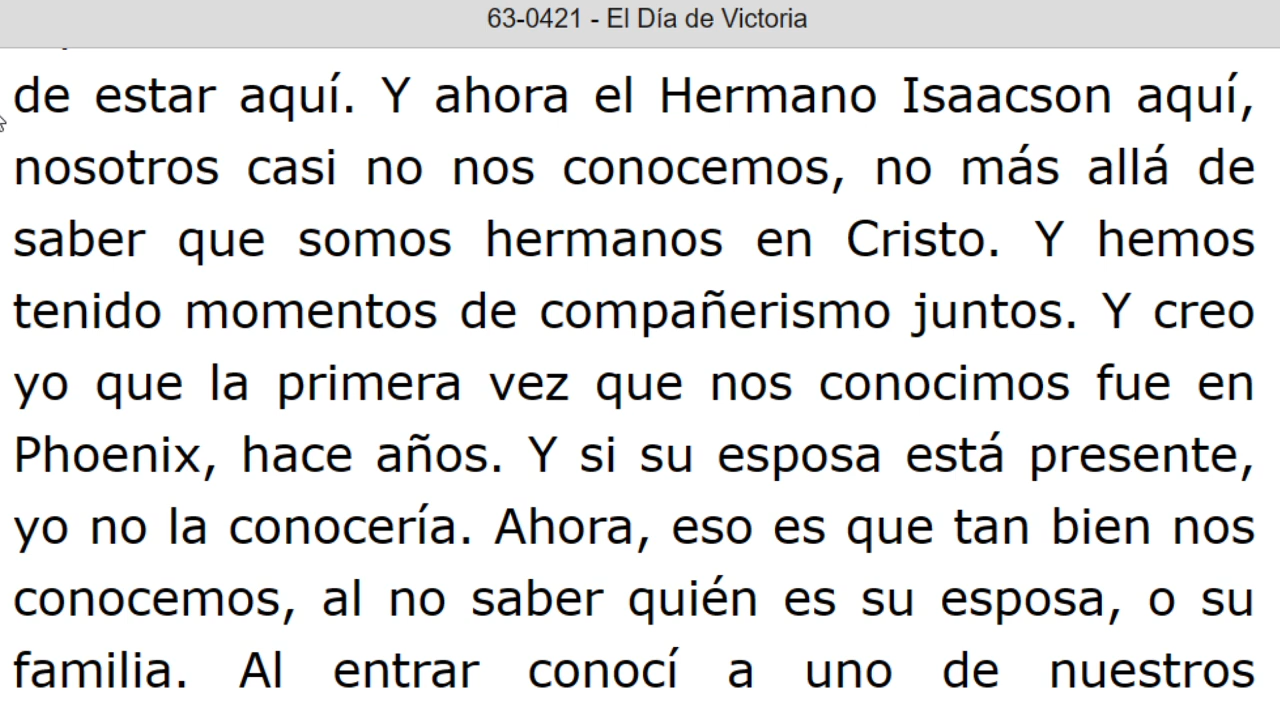 63-0421 - El Día de Victoria
de estar aquí. Y ahora el Hermano Isaacson aquí,
nosotros casi no nos conocemos, no más allá de
saber que somos hermanos en Cristo. Y hemos
tenido momentos de compañerismo juntos. Y creo
yo que la primera vez que nos conocimos fue en
Phoenix, hace años. Y si su esposa está presente,
yo no la conocería. Ahora, eso es que tan bien nos
conocemos, al no saber quién es su esposa, o su
familia. Al entrar conocí a uno de nuestros